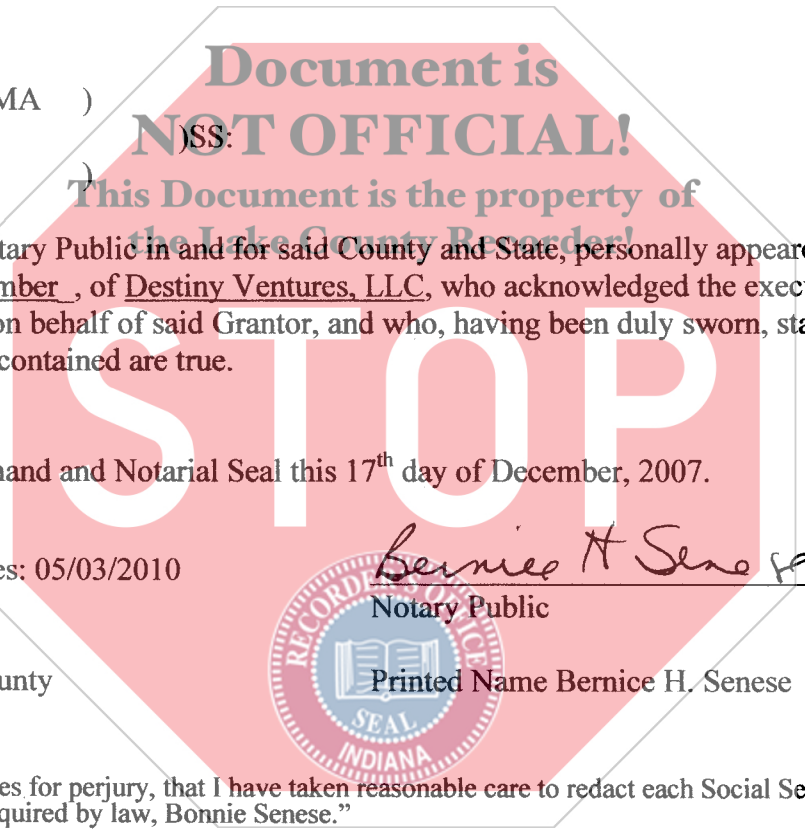 Document is
MA )
NOT OFFICIAL!
)SS:
)
This Document is the property of
the Lake County Recorder!
tary Public in and for said County and State, personally appeare
mber , of Destiny Ventures, LLC, who acknowledged the exec
on behalf of said Grantor, and who, having been duly sworn, sta
contained are true.
STOP
hand and Notarial Seal this 17th day of December, 2007.
Bernice H Senese
es: 05/03/2010
Notary Public
RECORDER'S OFFICE
unty
Printed Name Bernice H. Senese
SEAL
INDIANA
es for perjury, that I have taken reasonable care to redact each Social Se
quired by law, Bonnie Senese.”